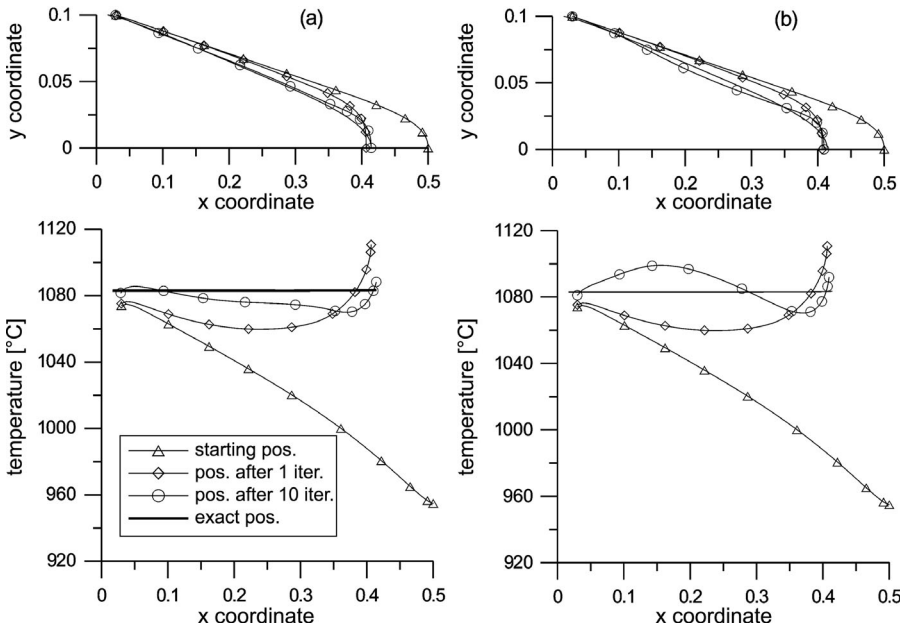 (a)
y coordinate
0.1
0.05
0
0 0.1 0.2 0.3 0.4 0.5
x coordinate
(b)
y coordinate
0.1
0.05
0
0 0.1 0.2 0.3 0.4 0.5
x coordinate
temperature [°C]
1120
1080
1040
1000
960
920
starting pos.
pos. after 1 iter.
pos. after 10 iter.
exact pos.
0 0.1 0.2 0.3 0.4 0.5
x coordinate
temperature [°C]
1120
1080
1040
1000
960
920
0 0.1 0.2 0.3 0.4 0.5
x coordinate